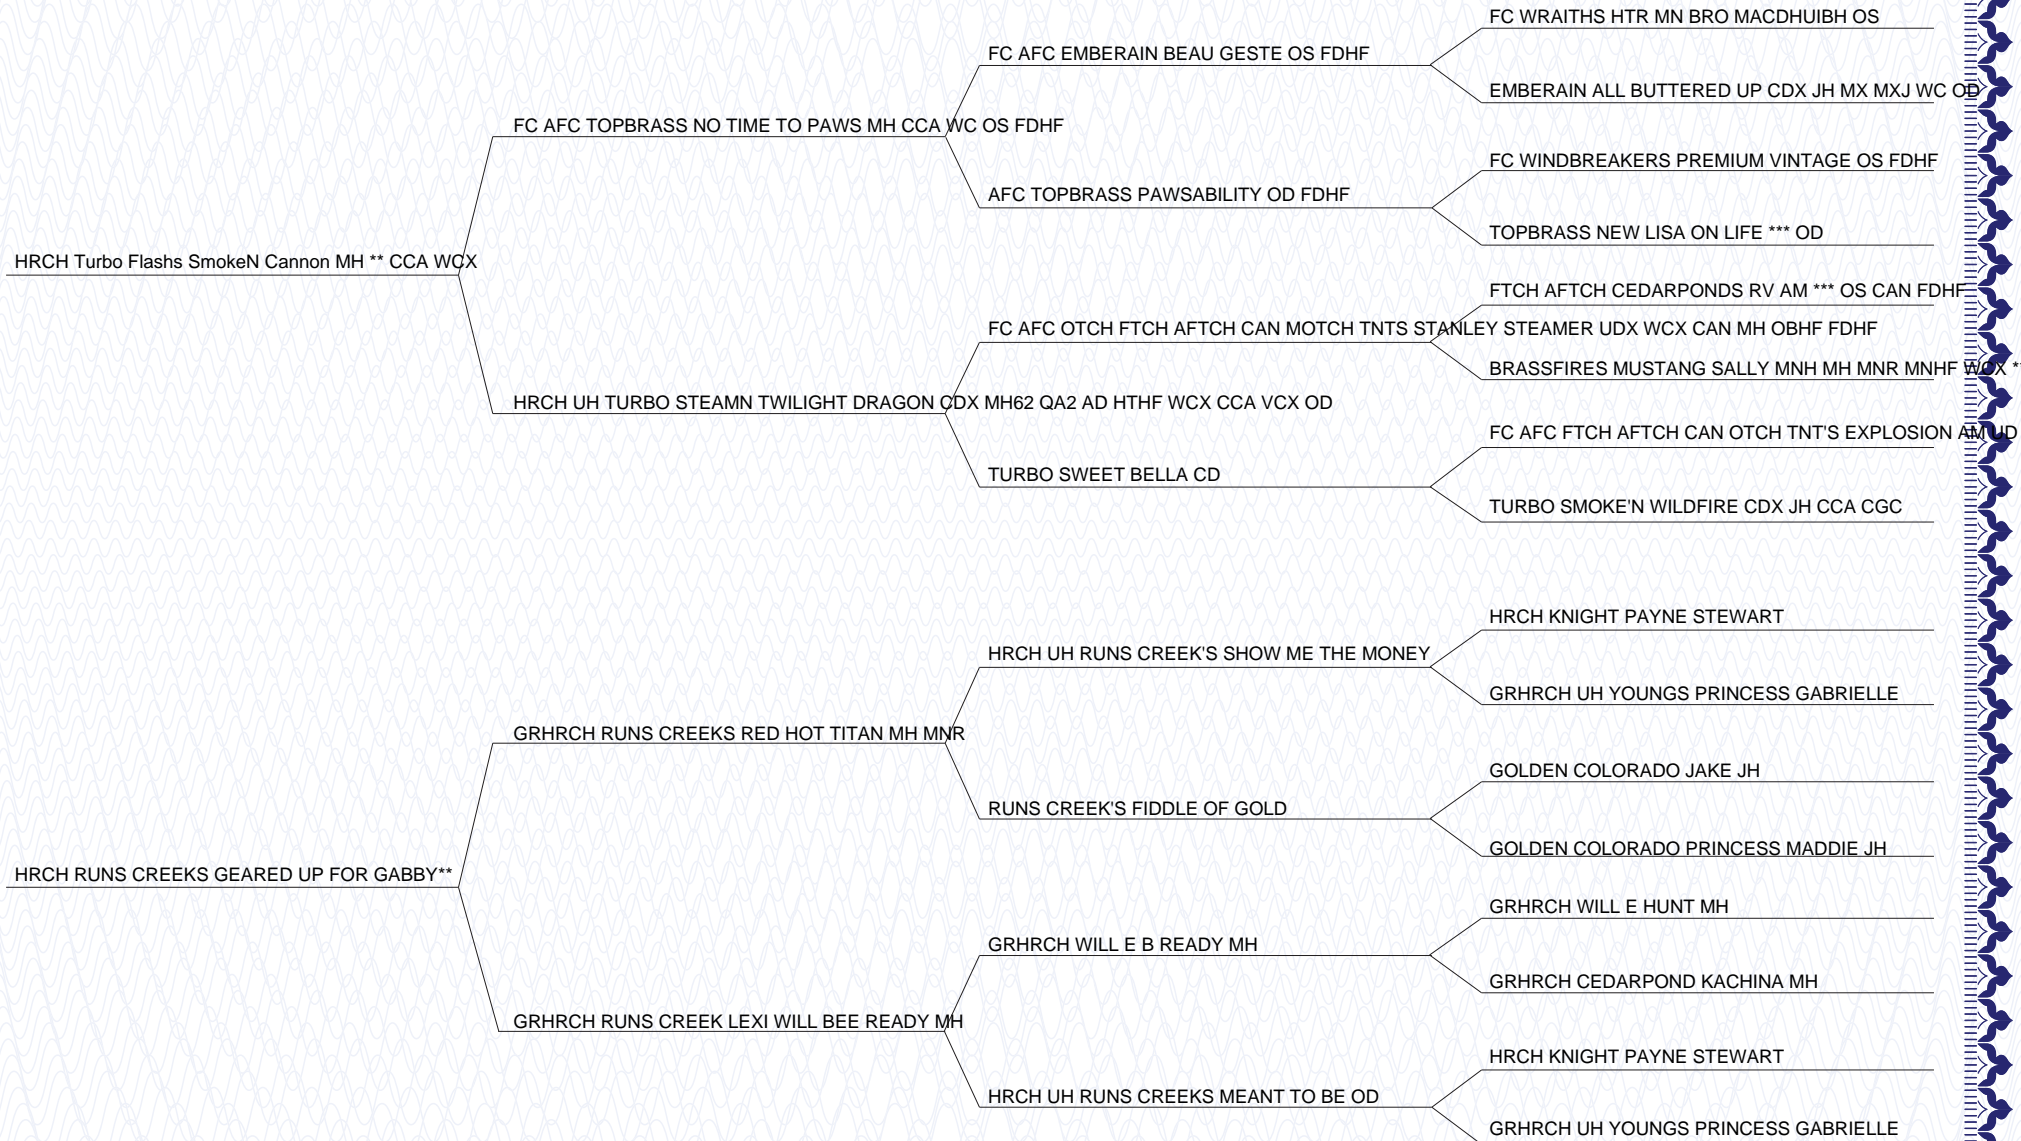 FC WRAITHS HTR MN BRO MACDHUIBH OS
FC AFC EMBERAIN BEAU GESTE OS FDHF
EMBERAIN ALL BUTTERED UP CDX JH MX MXJ WC OD
FC AFC TOPBRASS NO TIME TO PAWS MH CCA WC OS FDHF
FC WINDBREAKERS PREMIUM VINTAGE OS FDHF
AFC TOPBRASS PAWSABILITY OD FDHF
TOPBRASS NEW LISA ON LIFE *** OD
HRCH Turbo Flashs SmokeN Cannon MH ** CCA WCX
FTCH AFTCH CEDARPONDS RV AM *** OS CAN FDHF
FC AFC OTCH FTCH AFTCH CAN MOTCH TNTS STANLEY STEAMER UDX WCX CAN MH OBHF FDHF
BRASSFIRES MUSTANG SALLY MNH MH MNR MNHF WCX **
HRCH UH TURBO STEAMN TWILIGHT DRAGON CDX MH62 QA2 AD HTHF WCX CCA VCX OD
FC AFC FTCH AFTCH CAN OTCH TNT'S EXPLOSION AM UD
TURBO SWEET BELLA CD
TURBO SMOKE'N WILDFIRE CDX JH CCA CGC
HRCH KNIGHT PAYNE STEWART
HRCH UH RUNS CREEK'S SHOW ME THE MONEY
GRHRCH UH YOUNGS PRINCESS GABRIELLE
GRHRCH RUNS CREEKS RED HOT TITAN MH MNR
GOLDEN COLORADO JAKE JH
RUNS CREEK'S FIDDLE OF GOLD
GOLDEN COLORADO PRINCESS MADDIE JH
HRCH RUNS CREEKS GEARED UP FOR GABBY**
GRHRCH WILL E HUNT MH
GRHRCH WILL E B READY MH
GRHRCH CEDARPOND KACHINA MH
GRHRCH RUNS CREEK LEXI WILL BEE READY MH
HRCH KNIGHT PAYNE STEWART
HRCH UH RUNS CREEKS MEANT TO BE OD
GRHRCH UH YOUNGS PRINCESS GABRIELLE